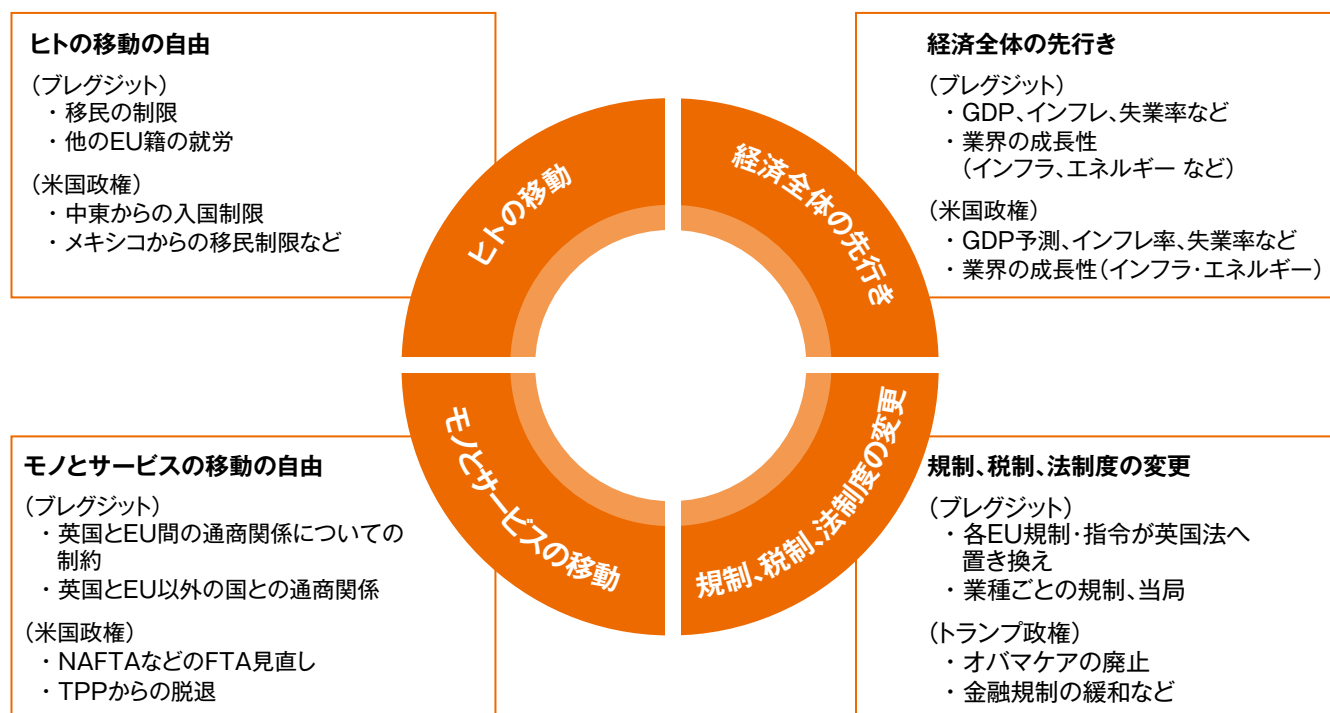 ヒトの移動の自由
（ブレグジット）
・移民の制限
・他のEU籍の就労
（米国政権）
・中東からの入国制限
・メキシコからの移民制限など
経済全体の先行き
（ブレグジット）
・GDP、インフレ、失業率など
・業界の成長性
（インフラ、エネルギー など）
（米国政権）
・GDP予測、インフレ率、失業率など
・業界の成長性（インフラ・エネルギー）
ヒトの移動
経済全体の先行き
モノとサービスの移動
規制、税制、法制度の変更
モノとサービスの移動の自由
（ブレグジット）
・英国とEU間の通商関係についての
制約
・英国とEU以外の国との通商関係
（米国政権）
・NAFTAなどのFTA見直し
・TPPからの脱退
規制、税制、法制度の変更
（ブレグジット）
・各EU規制・指令が英国法へ
置き換え
・業種ごとの規制、当局
（トランプ政権）
・オバマケアの廃止
・金融規制の緩和など